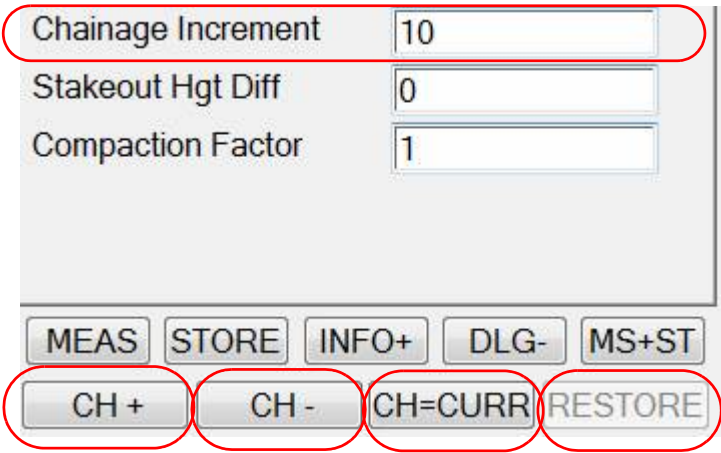 Chainage Increment 10
Stakeout Hgt Diff 0
Compaction Factor 1
MEAS STORE INFO+ DLG- MS+ST
CH + CH - CH=CURR RESTORE